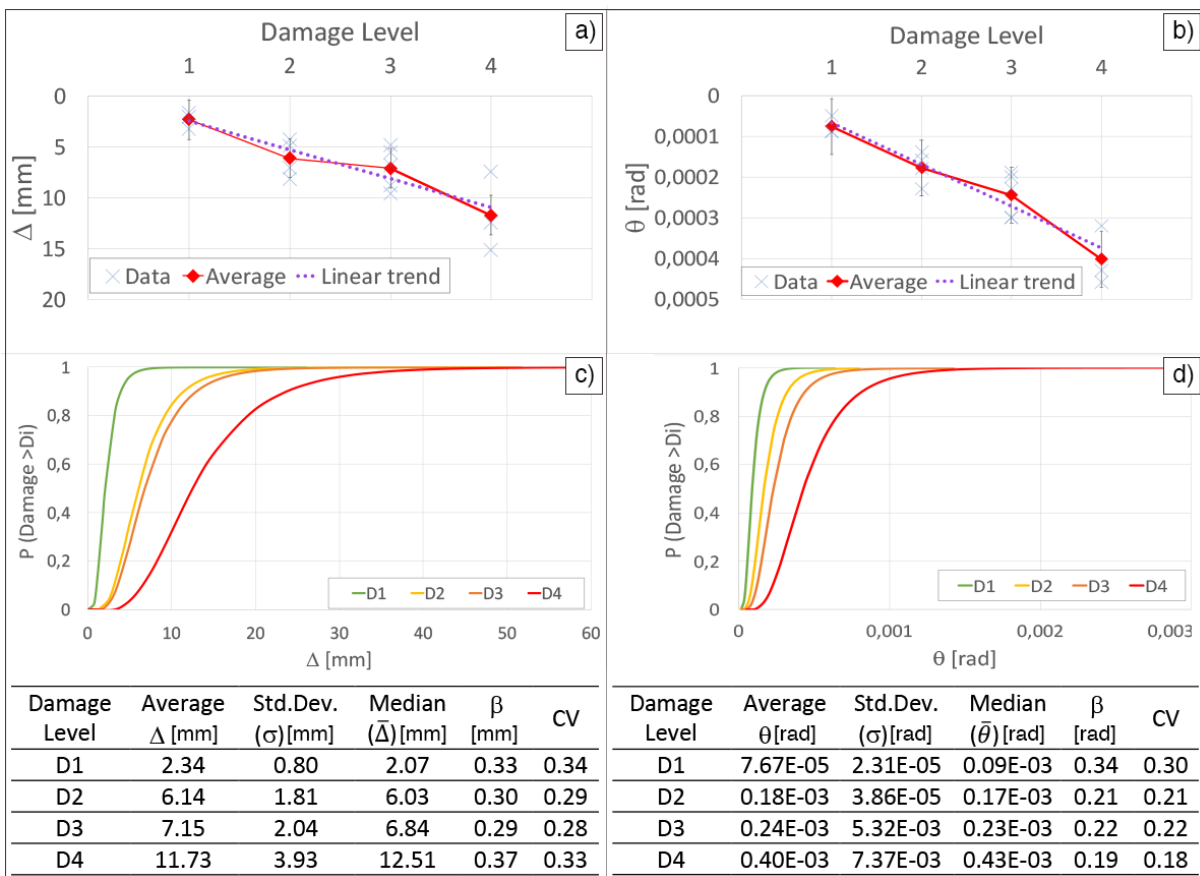 a)
Damage Level
1 2 3 4
0
5
10
15
20
Δ [mm]
Data Average Linear trend
b)
Damage Level
1 2 3 4
0
0,0001
0,0002
0,0003
0,0004
0,0005
θ [rad]
Data Average Linear trend
c)
1
0,8
0,6
0,4
0,2
0
P (Damage >Di)
D1 D2 D3 D4
0 10 20 30 40 50 60
Δ [mm]
d)
1
0,8
0,6
0,4
0,2
0
P (Damage >Di)
D1 D2 D3 D4
0 0,001 0,002 0,003
θ [rad]
Damage Average Std.Dev. Median β CV
Level Δ [mm] (σ)[mm] (Δ̄)[mm] [mm]
D1 2.34 0.80 2.07 0.33 0.34
D2 6.14 1.81 6.03 0.30 0.29
D3 7.15 2.04 6.84 0.29 0.28
D4 11.73 3.93 12.51 0.37 0.33
Damage Average Std.Dev. Median β CV
Level θ[rad] (σ)[rad] (θ̄)[rad] [rad]
D1 7.67E-05 2.31E-05 0.09E-03 0.34 0.30
D2 0.18E-03 3.86E-05 0.17E-03 0.21 0.21
D3 0.24E-03 5.32E-03 0.23E-03 0.22 0.22
D4 0.40E-03 7.37E-03 0.43E-03 0.19 0.18